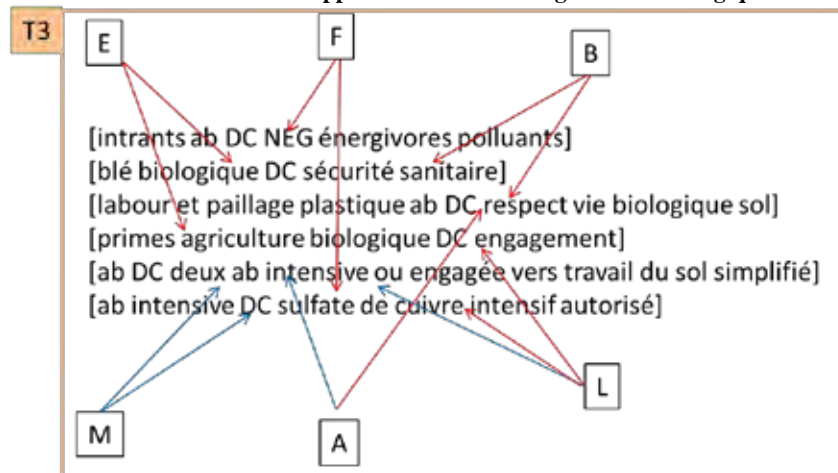 T3
E
F
B
[intrants ab DC NEG énergivores polluants]
[blé biologique DC sécurité sanitaire]
[labour et paillage plastique ab DC respect vie biologique sol]
[primes agriculture biologique DC engagement]
[ab DC deux ab intensive ou engagée vers travail du sol simplifié]
[ab intensive DC sulfate de cuivre intensif autorisé]
L
M
A